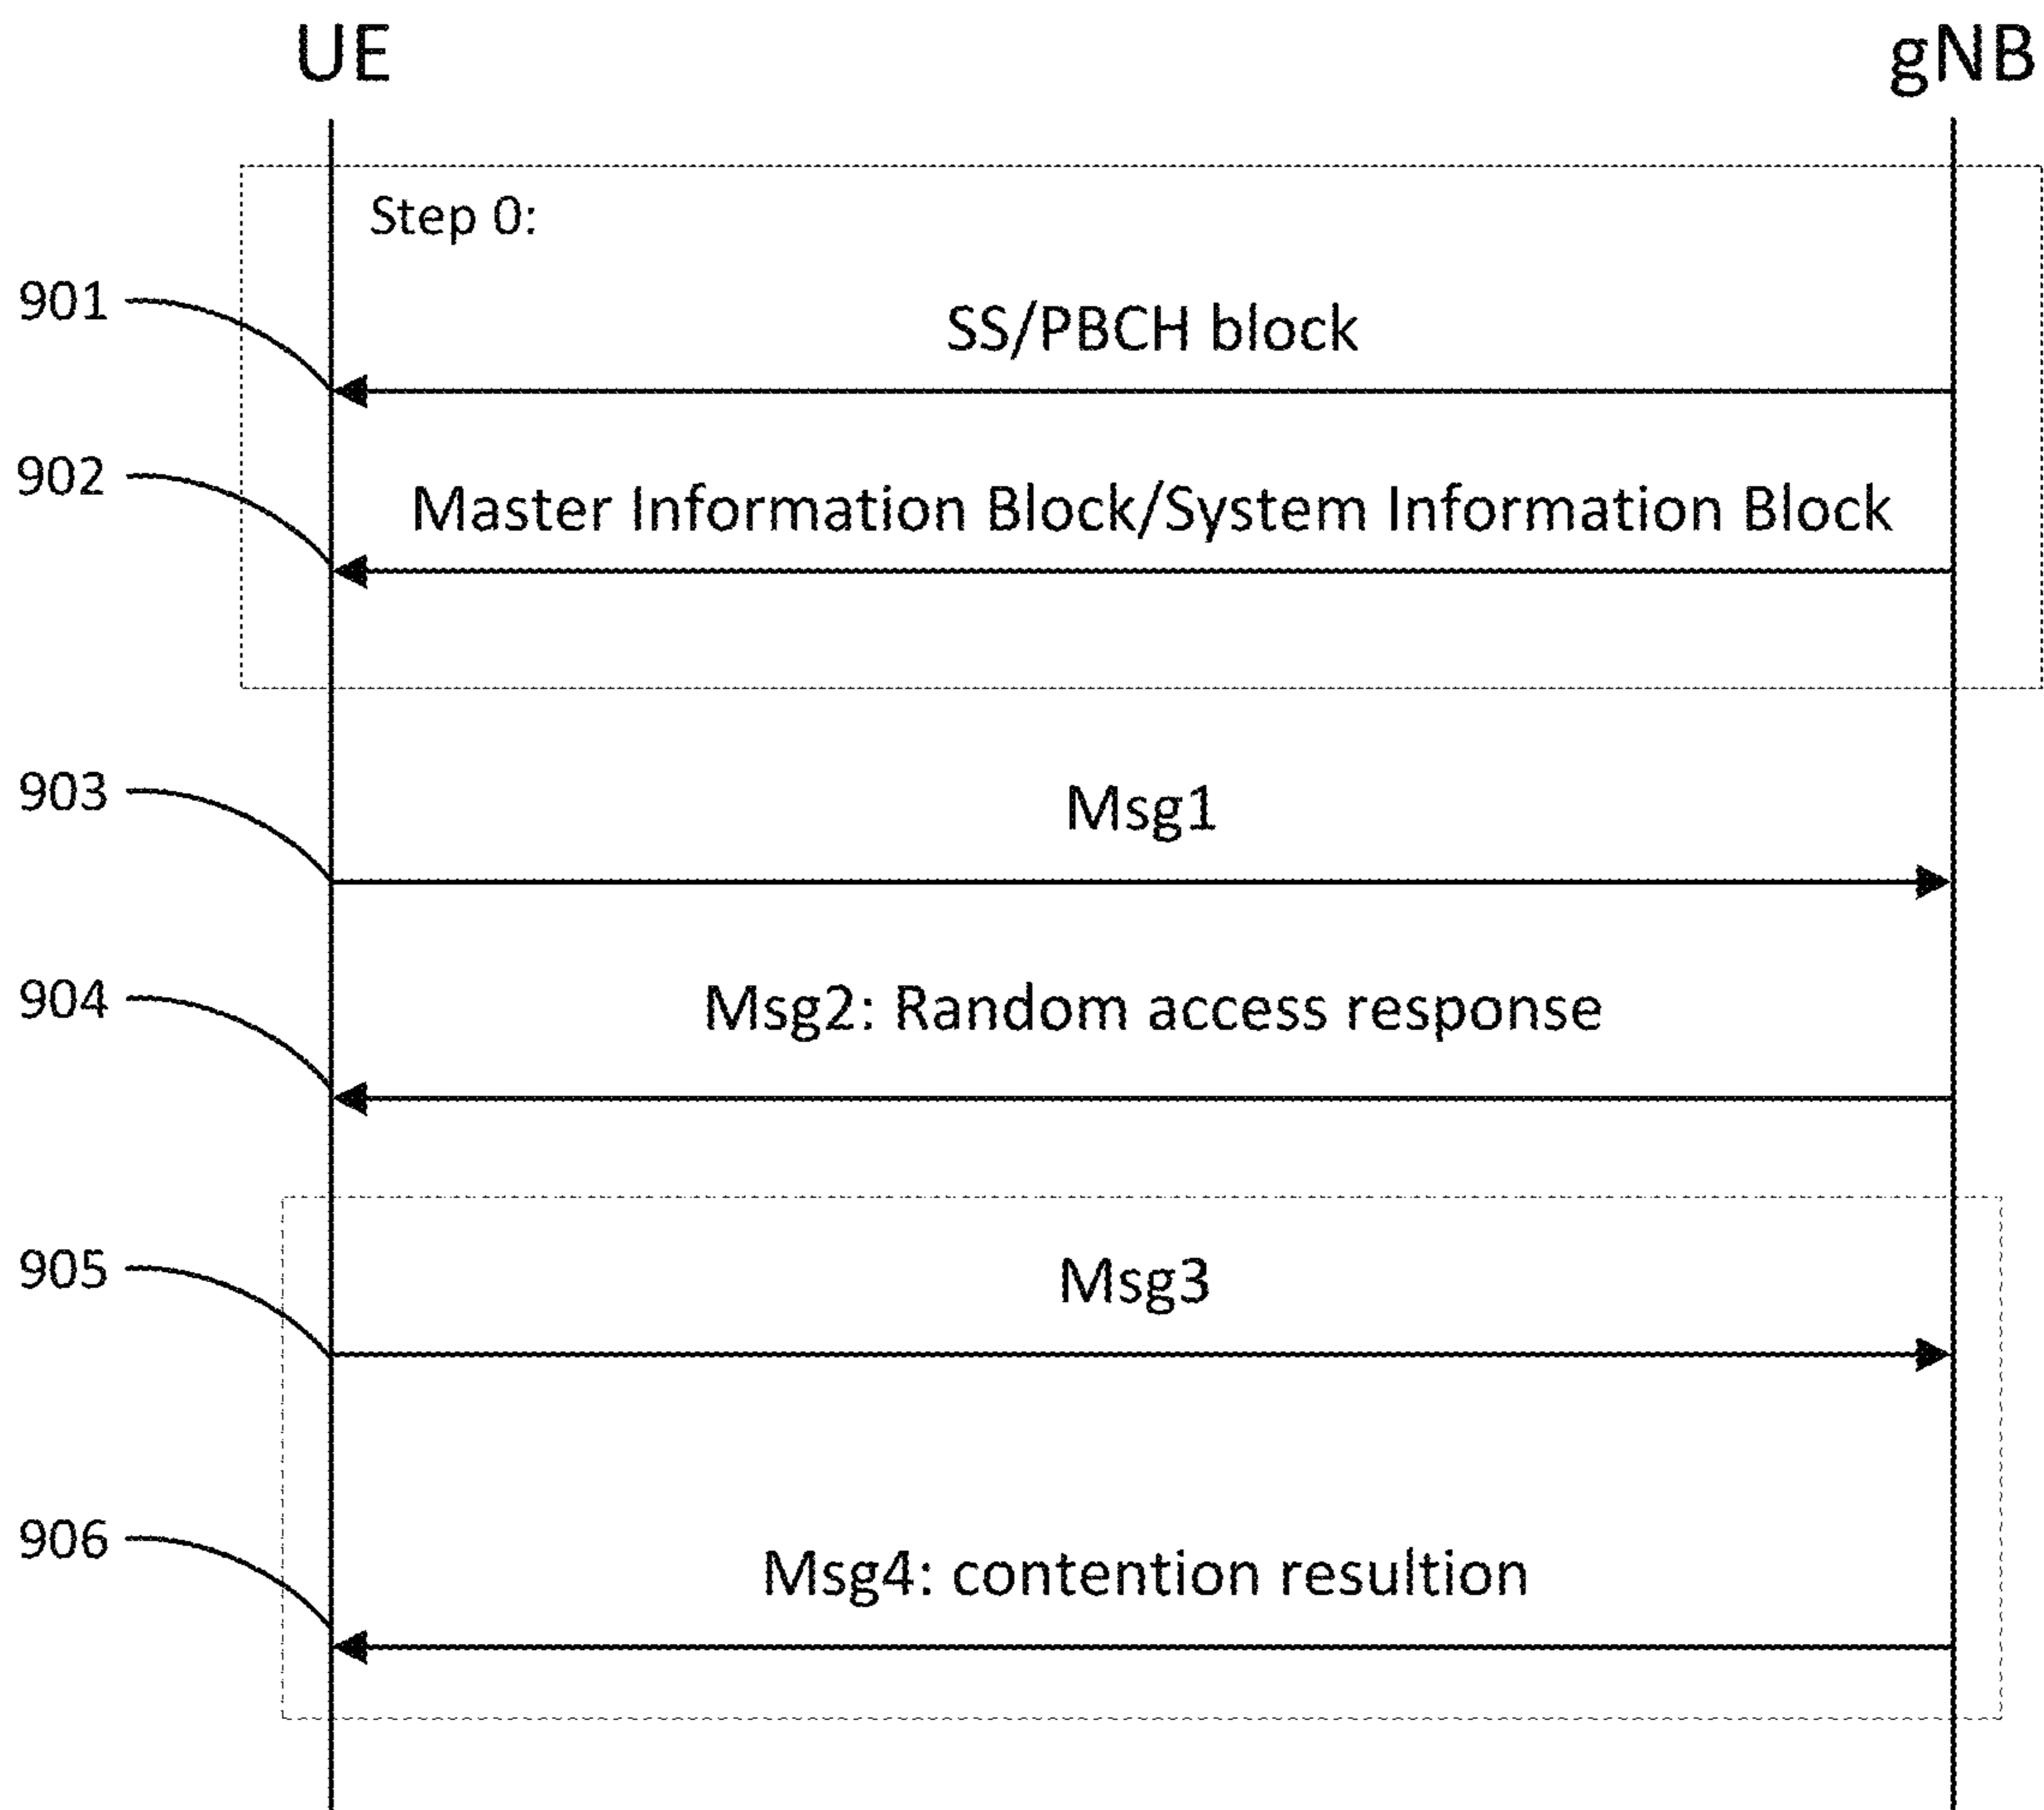 UE
gNB
Step 0:
901
SS/PBCH block
902
Master Information Block/System Information Block
903
Msg1
904
Msg2: Random access response
905
Msg3
906
Msg4: contention resultion